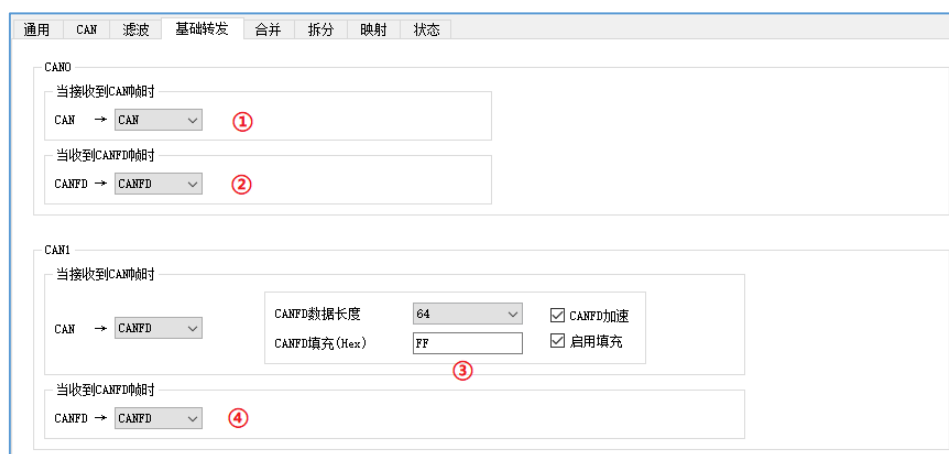 通用 CAN 滤波 基础转发 合并 拆分 映射 状态
CAN0
当接收到CAN帧时
CAN → CAN ①
当收到CANFD帧时
CANFD → CANFD ②
CAN1
当接收到CAN帧时
CANFD数据长度 64 CANFD加速
CAN → CANFD
CANFD填充(Hex) FF 启用填充
③
当收到CANFD帧时
CANFD → CANFD ④